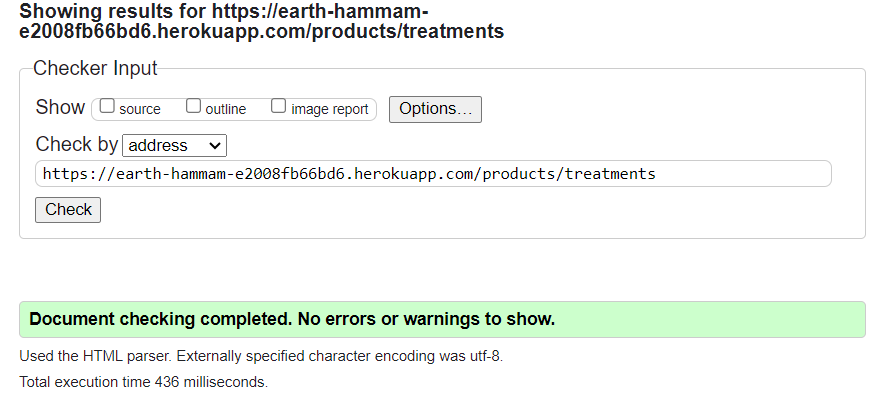 Showing results for https://earth-hammam-
e2008fb66bd6.herokuapp.com/products/treatments
Checker Input
Show source outline image report Options...
Check by address
https://earth-hammam-e2008fb66bd6.herokuapp.com/products/treatments
Check
Document checking completed. No errors or warnings to show.
Used the HTML parser. Externally specified character encoding was utf-8.
Total execution time 436 milliseconds.